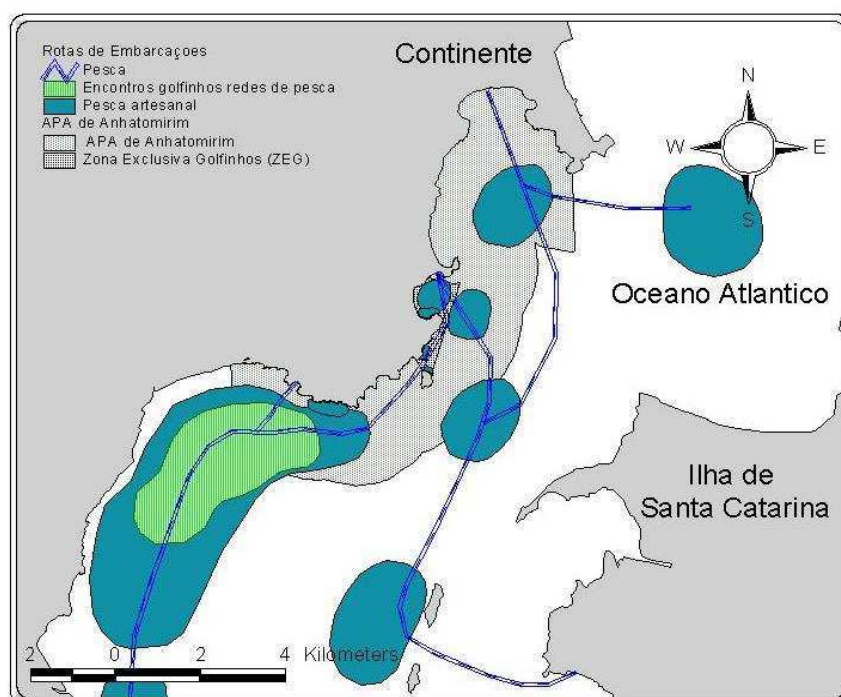 Rotas de Embarcaçoes
Pesca
Encontros golfinhos redes de pesca
Pesca artesanal
APA de Anhatomirim
APA de Anhatomirim
Zona Exclusiva Golfinhos (ZEG)
Continente
N
W
E
S
Oceano Atlantico
Ilha de
Santa Catarina
2 0 2 4 Kilometers